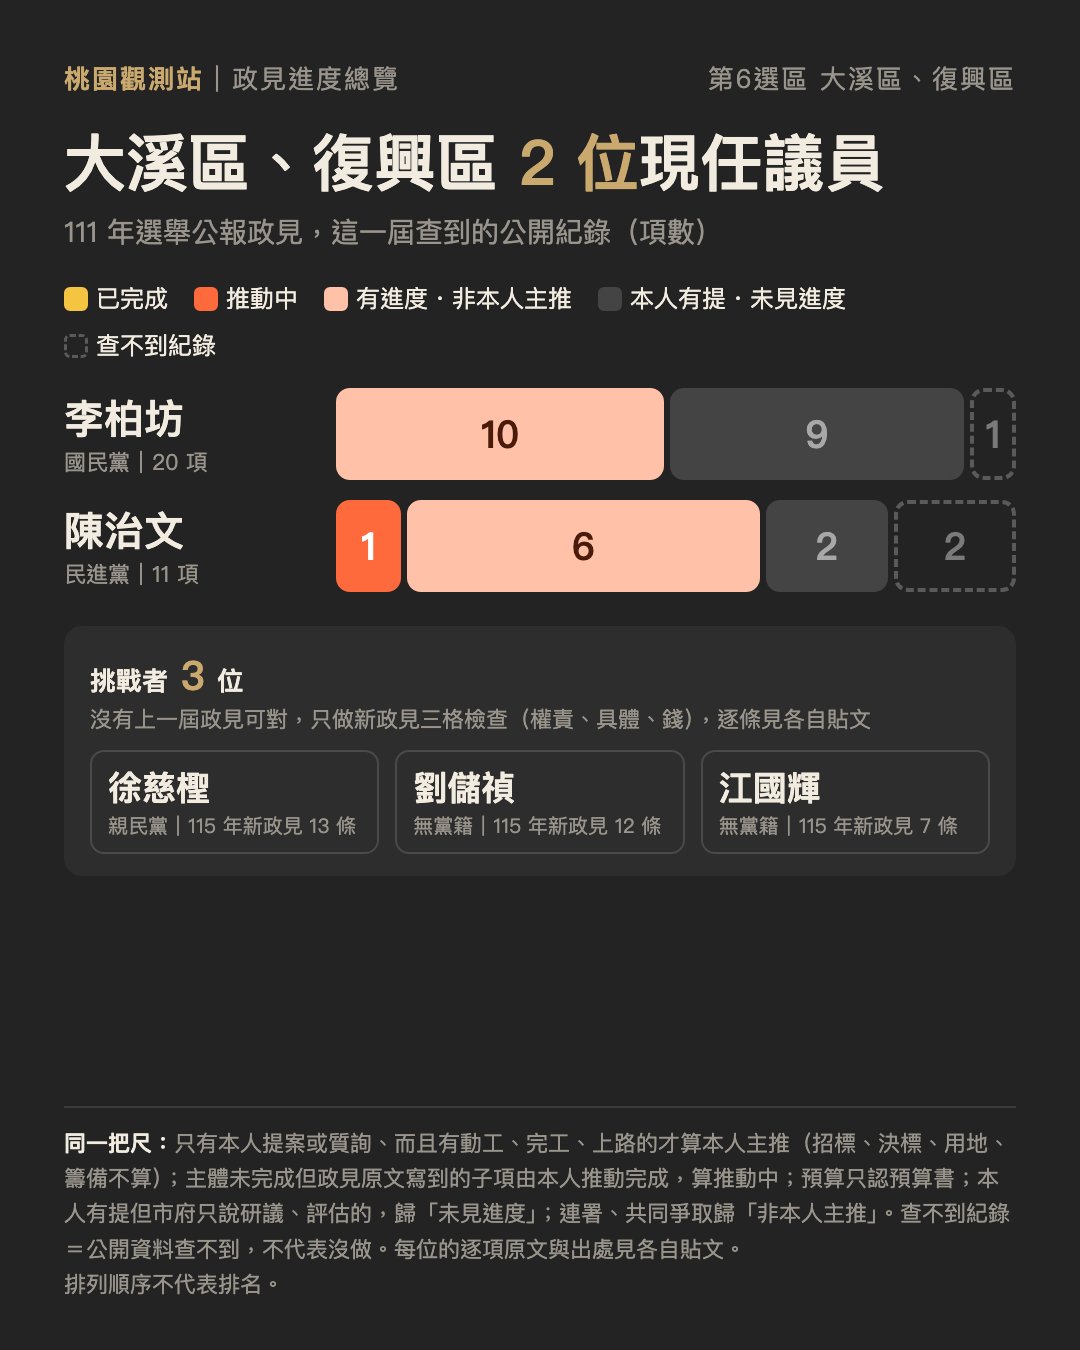 桃園觀測站｜政見進度總覽
第6選區 大溪區、復興區
大溪區、復興區 2 位現任議員
111 年選舉公報政見，這一屆查到的公開紀錄（項數）
已完成 推動中 有進度．非本人主推 本人有提．未見進度
查不到紀錄
李柏坊
國民黨｜20 項
10 9 1
陳治文
民進黨｜11 項
1 6 2 2
挑戰者 3 位
沒有上一屆政見可對，只做新政見三格檢查（權責、具體、錢），逐條見各自貼文
徐慈檉
親民黨｜115 年新政見 13 條
劉儲禎
無黨籍｜115 年新政見 12 條
江國輝
無黨籍｜115 年新政見 7 條
同一把尺：只有本人提案或質詢、而且有動工、完工、上路的才算本人主推（招標、決標、用地、
籌備不算）；主體未完成但政見原文寫到的子項由本人推動完成，算推動中；預算只認預算書；本
人有提但市府只說研議、評估的，歸「未見進度」；連署、共同爭取歸「非本人主推」。查不到紀錄
＝公開資料查不到，不代表沒做。每位的逐項原文與出處見各自貼文。
排列順序不代表排名。